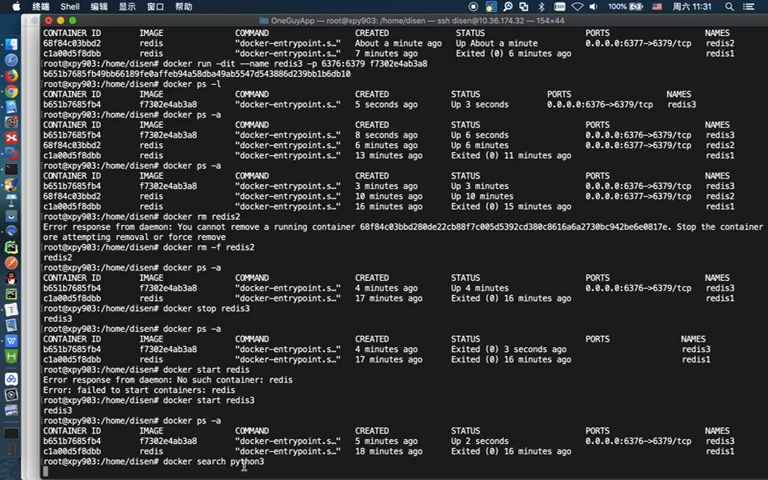 Shell Edit View Profiles Toolbelt Window Help 100% 周六 11:31
OneGuyApp — root@xpy903: /home/disen — ssh disen@10.36.174.32 — 154×44
CONTAINER ID IMAGE COMMAND CREATED STATUS PORTS NAMES
68f84c03bbd2 redis "docker-entrypoint.s…" About a minute ago Up About a minute 0.0.0.0:6377->6379/tcp redis2
c1a00d5f8dbb redis "docker-entrypoint.s…" 7 minutes ago Exited (0) 6 minutes ago redis1
[root@xpy903:/home/disen# docker run -dit --name redis3 -p 6376:6379 f7302e4ab3a8
b651b7685fb49bb66189fe0affeb94a58dba49ab5547d543886d239bb1b6db10
[root@xpy903:/home/disen# docker ps -l
CONTAINER ID IMAGE COMMAND CREATED STATUS PORTS NAMES
b651b7685fb4 f7302e4ab3a8 "docker-entrypoint.s…" 5 seconds ago Up 3 seconds 0.0.0.0:6376->6379/tcp redis3
[root@xpy903:/home/disen# docker ps -a
CONTAINER ID IMAGE COMMAND CREATED STATUS PORTS NAMES
b651b7685fb4 f7302e4ab3a8 "docker-entrypoint.s…" 8 seconds ago Up 6 seconds 0.0.0.0:6376->6379/tcp redis3
68f84c03bbd2 redis "docker-entrypoint.s…" 6 minutes ago Up 6 minutes 0.0.0.0:6377->6379/tcp redis2
c1a00d5f8dbb redis "docker-entrypoint.s…" 13 minutes ago Exited (0) 11 minutes ago redis1
[root@xpy903:/home/disen# docker ps -a
CONTAINER ID IMAGE COMMAND CREATED STATUS PORTS NAMES
b651b7685fb4 f7302e4ab3a8 "docker-entrypoint.s…" 3 minutes ago Up 3 minutes 0.0.0.0:6376->6379/tcp redis3
68f84c03bbd2 redis "docker-entrypoint.s…" 10 minutes ago Up 10 minutes 0.0.0.0:6377->6379/tcp redis2
c1a00d5f8dbb redis "docker-entrypoint.s…" 16 minutes ago Exited (0) 15 minutes ago redis1
[root@xpy903:/home/disen# docker rm redis2
Error response from daemon: You cannot remove a running container 68f84c03bbd280de22cb88f7c005d5392cd380c8616a6a2730bc942be6e0817e. Stop the container
ore attempting removal or force remove
[root@xpy903:/home/disen# docker rm -f redis2
redis2
[root@xpy903:/home/disen# docker ps -a
CONTAINER ID IMAGE COMMAND CREATED STATUS PORTS NAMES
b651b7685fb4 f7302e4ab3a8 "docker-entrypoint.s…" 4 minutes ago Up 4 minutes 0.0.0.0:6376->6379/tcp redis3
c1a00d5f8dbb redis "docker-entrypoint.s…" 17 minutes ago Exited (0) 16 minutes ago redis1
[root@xpy903:/home/disen# docker stop redis3
redis3
[root@xpy903:/home/disen# docker ps -a
CONTAINER ID IMAGE COMMAND CREATED STATUS PORTS NAMES
b651b7685fb4 f7302e4ab3a8 "docker-entrypoint.s…" 4 minutes ago Exited (0) 3 seconds ago redis3
c1a00d5f8dbb redis "docker-entrypoint.s…" 17 minutes ago Exited (0) 16 minutes ago redis1
[root@xpy903:/home/disen# docker start redis
Error response from daemon: No such container: redis
Error: failed to start containers: redis
[root@xpy903:/home/disen# docker start redis3
redis3
[root@xpy903:/home/disen# docker ps -a
CONTAINER ID IMAGE COMMAND CREATED STATUS PORTS NAMES
b651b7685fb4 f7302e4ab3a8 "docker-entrypoint.s…" 5 minutes ago Up 2 seconds 0.0.0.0:6376->6379/tcp redis3
c1a00d5f8dbb redis "docker-entrypoint.s…" 18 minutes ago Exited (0) 16 minutes ago redis1
[root@xpy903:/home/disen# docker search python3